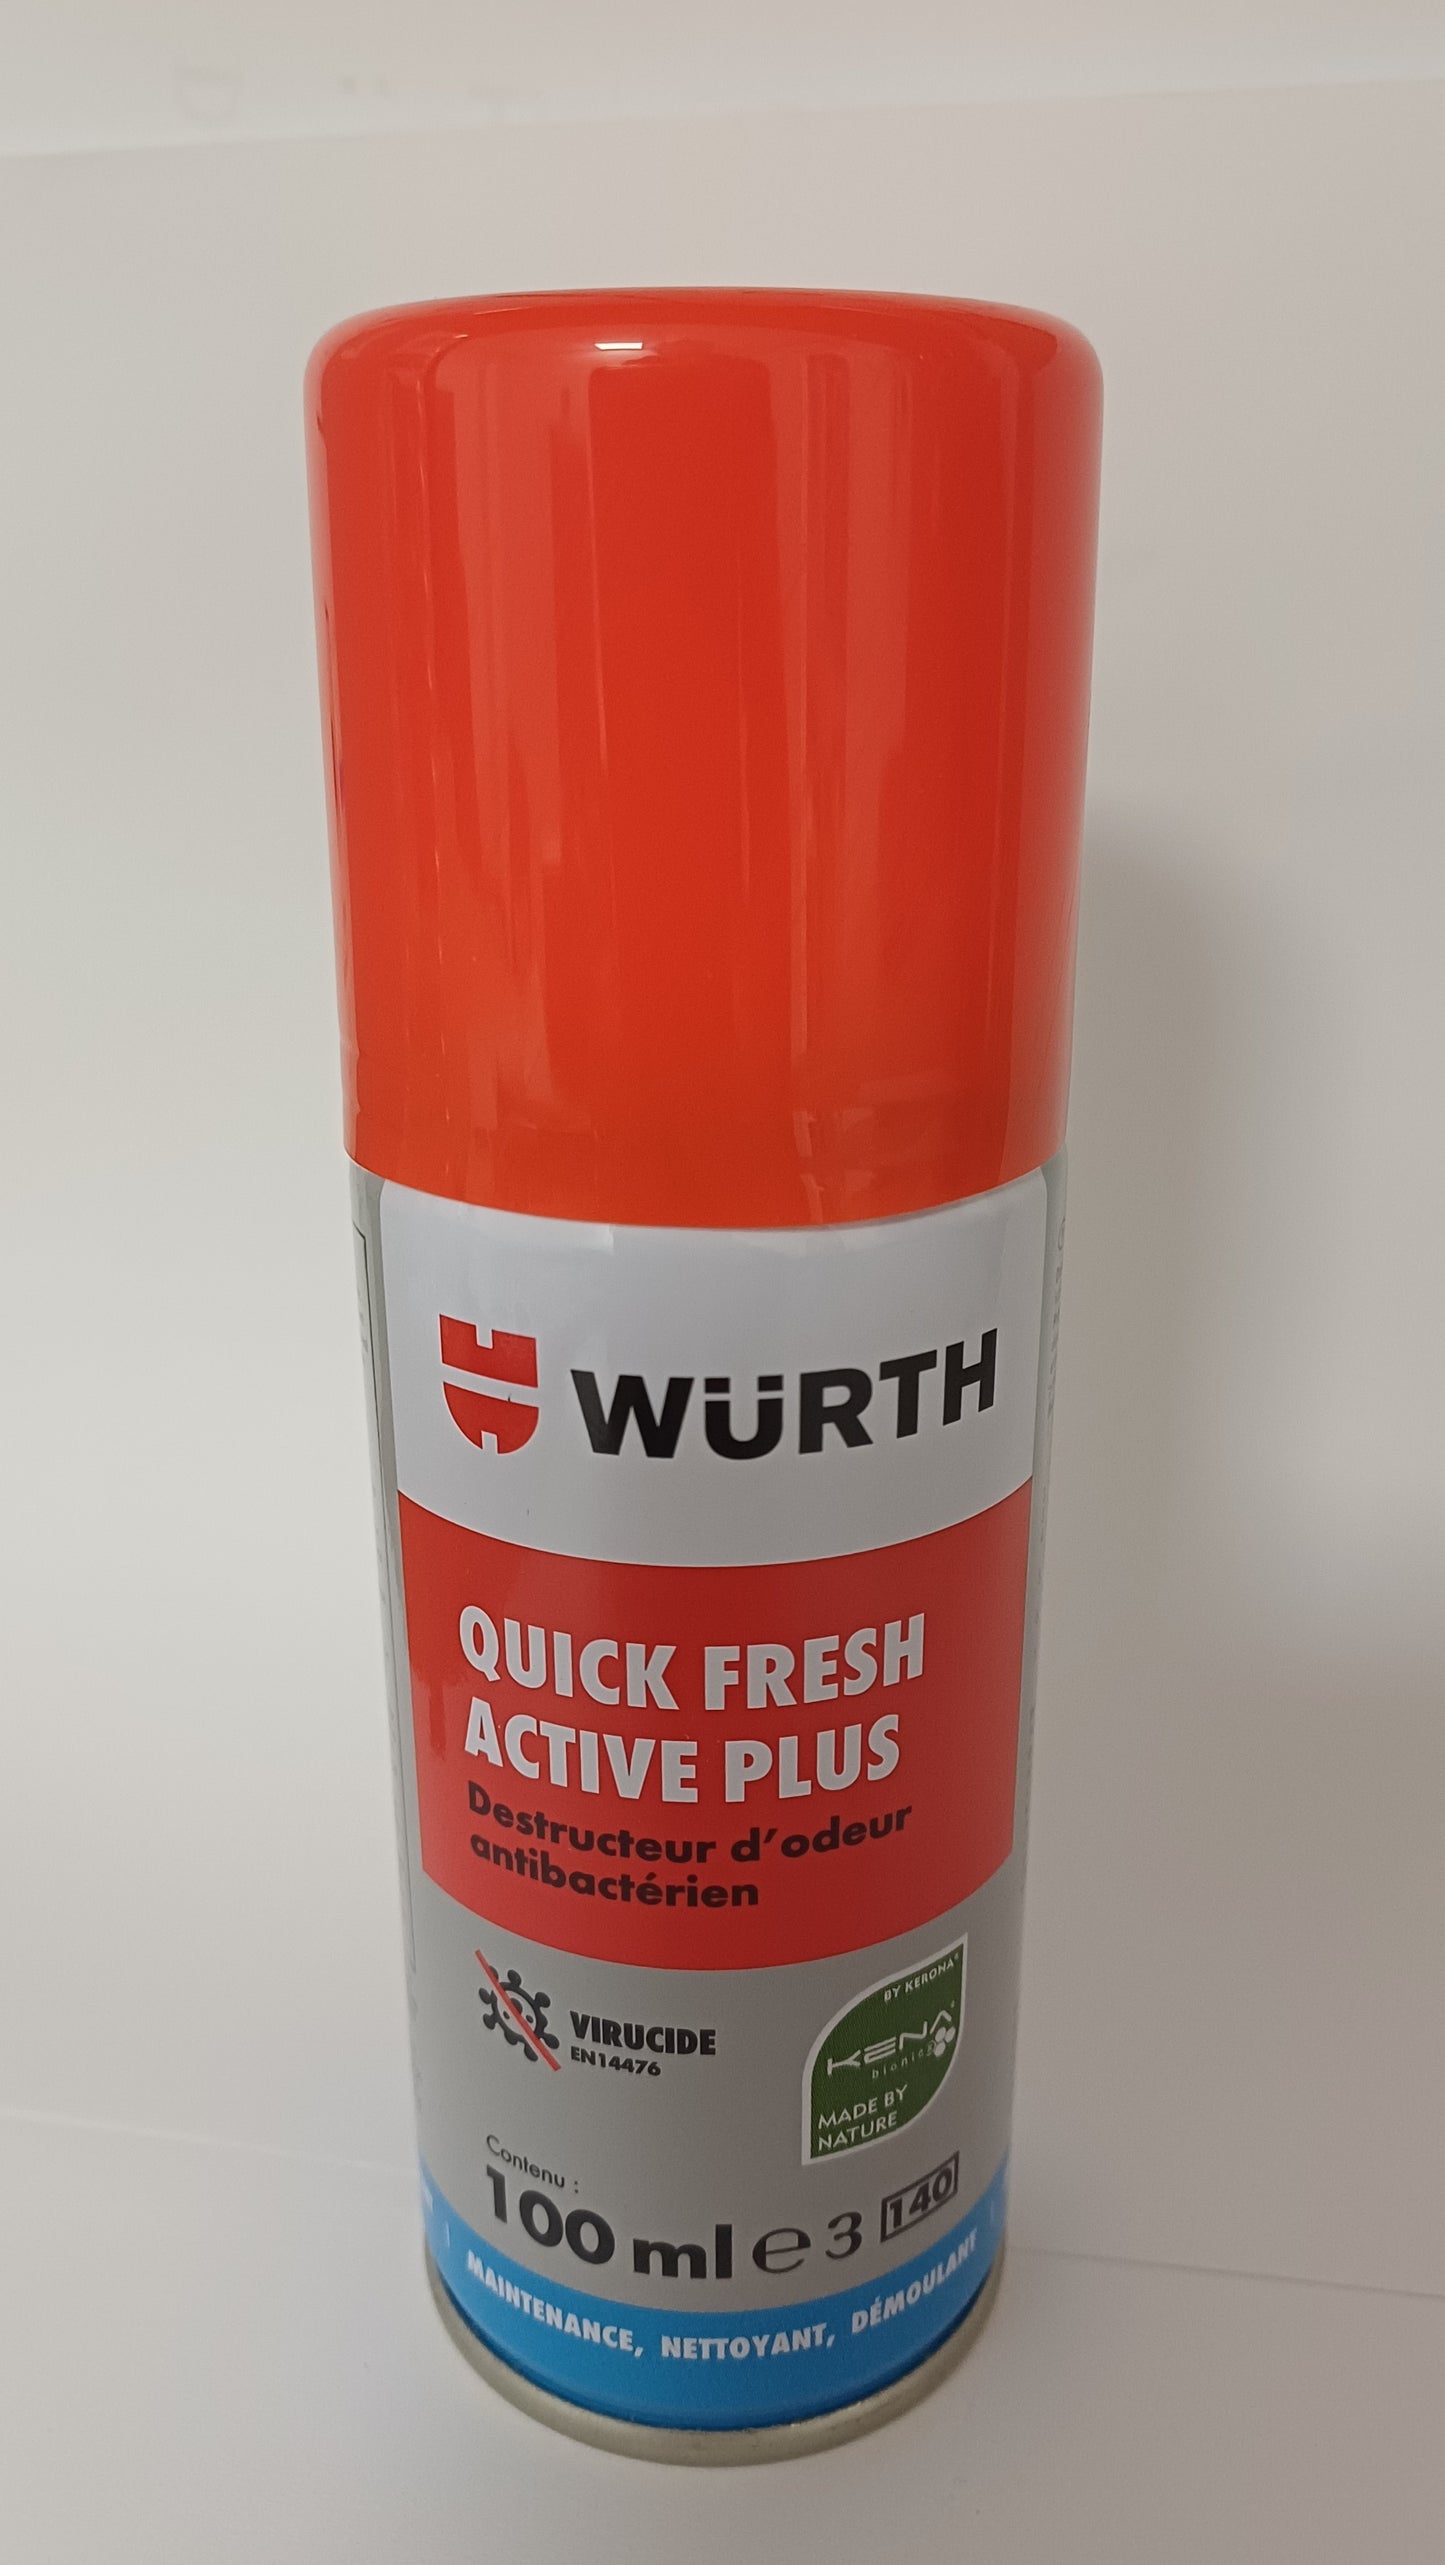 WÜRTH
QUICK FRESH
ACTIVE PLUS
Destructeur d'odeur
antibactérien
VIRUCIDE
EN14476
BY KERONA®
KENA®
bionics
MADE BY
NATURE
Contenu :
100 ml ℮ 3 140
MAINTENANCE, NETTOYANT, DÉMOULANT